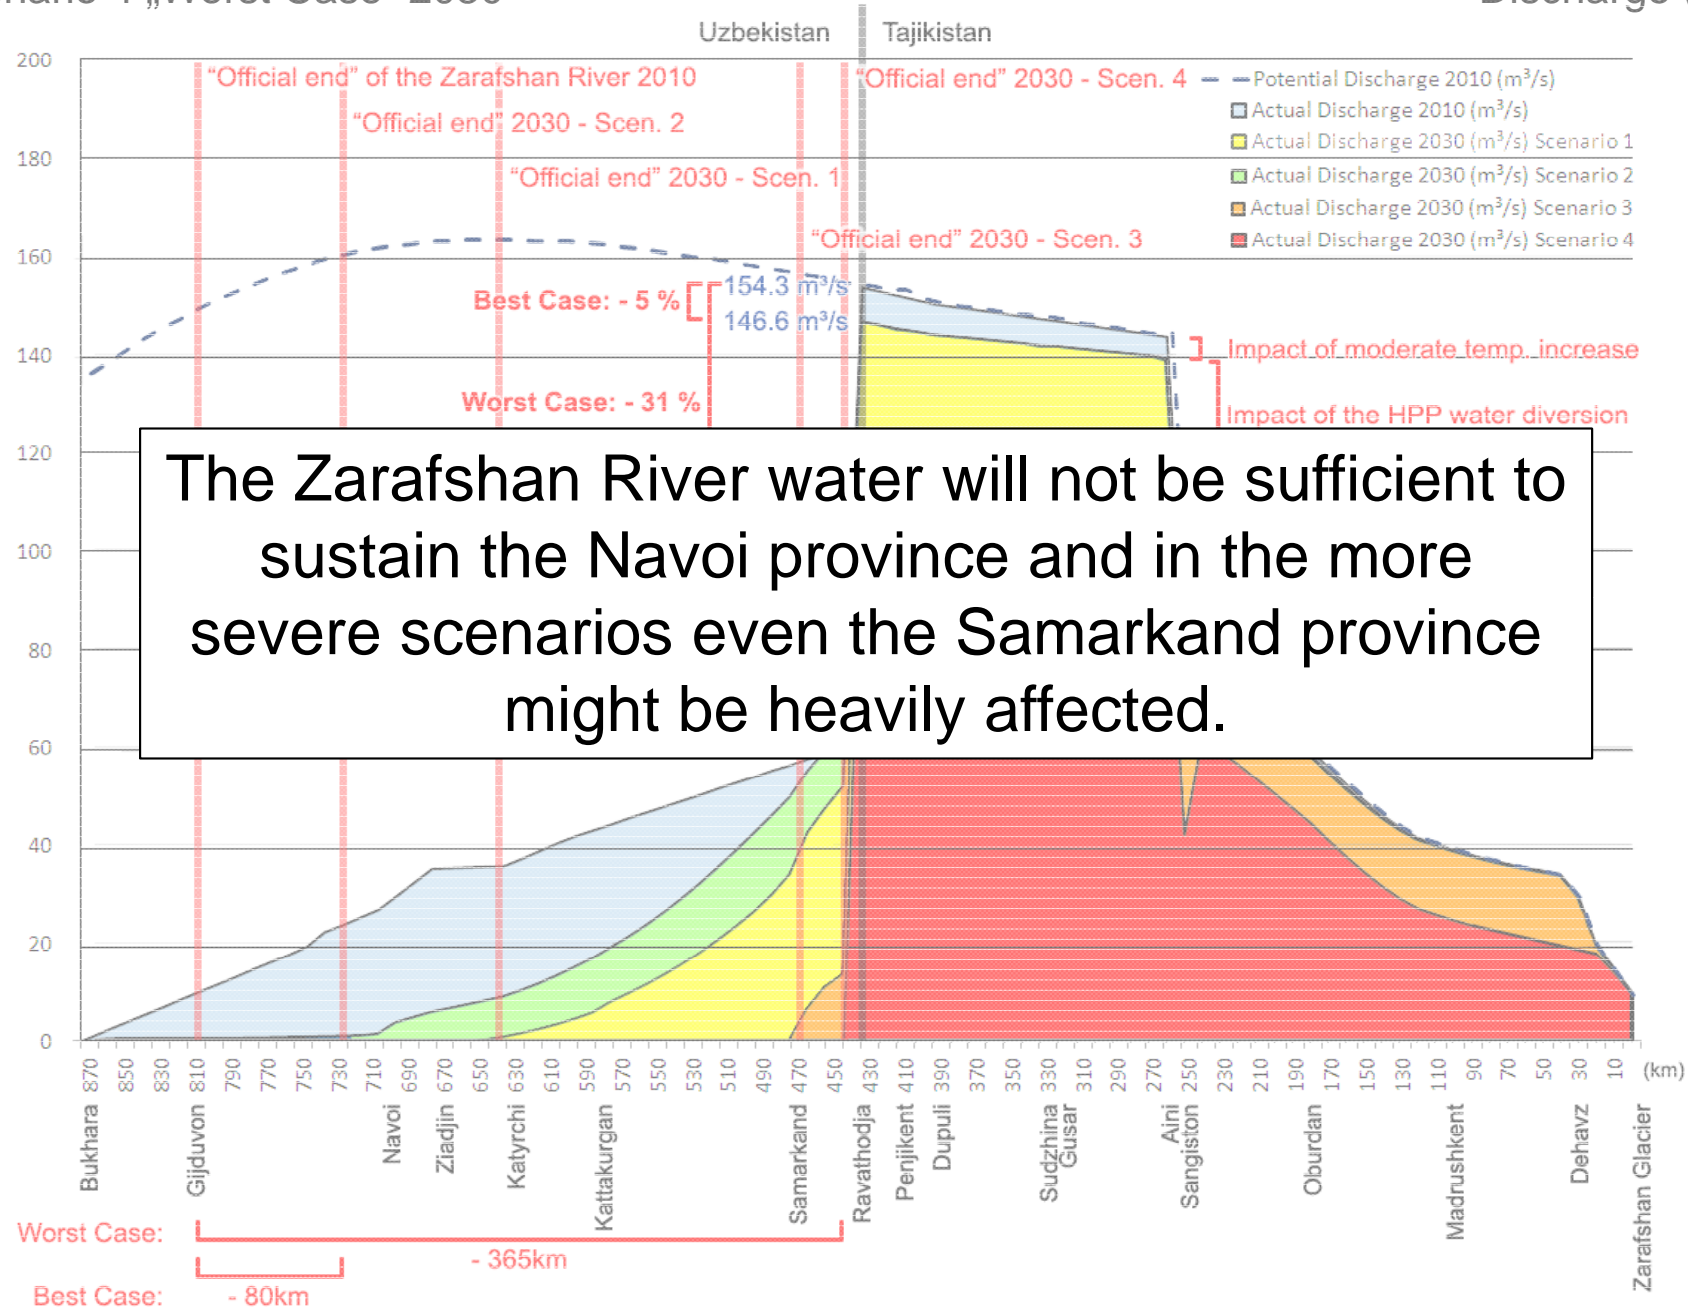 "Worst Case" 2030
Discharge
Uzbekistan
Tajikistan
200
180
160
140
120
100
80
60
40
20
0
"Official end" of the Zarafshan River 2010
"Official end" 2030 - Scen. 2
"Official end" 2030 - Scen. 1
"Official end" 2030 - Scen. 4
"Official end" 2030 - Scen. 3
Potential Discharge 2010 (m³/s)
Actual Discharge 2010 (m³/s)
Actual Discharge 2030 (m³/s) Scenario 1
Actual Discharge 2030 (m³/s) Scenario 2
Actual Discharge 2030 (m³/s) Scenario 3
Actual Discharge 2030 (m³/s) Scenario 4
Best Case: - 5 %
154.3 m³/s
146.6 m³/s
Worst Case: - 31 %
Impact of moderate temp. increase
Impact of the HPP water diversion
The Zarafshan River water will not be sufficient to
sustain the Navoi province and in the more
severe scenarios even the Samarkand province
might be heavily affected.
870 850 830 810 790 770 750 730 710 690 670 650 630 610 590 570 550 530 510 490 470 450 430 410 390 370 350 330 310 290 270 250 230 210 190 170 150 130 110 90 70 50 30 10 (km)
Bukhara
Gijduvon
Navoi
Ziadjin
Katyrchi
Kattakurgan
Samarkand
Ravathodja
Penjikent
Dupuli
Sudzhina
Gusar
Aini
Sangiston
Oburdan
Madrushkent
Dehavz
Zarafshan Glacier
Worst Case:
- 365km
Best Case:
- 80km